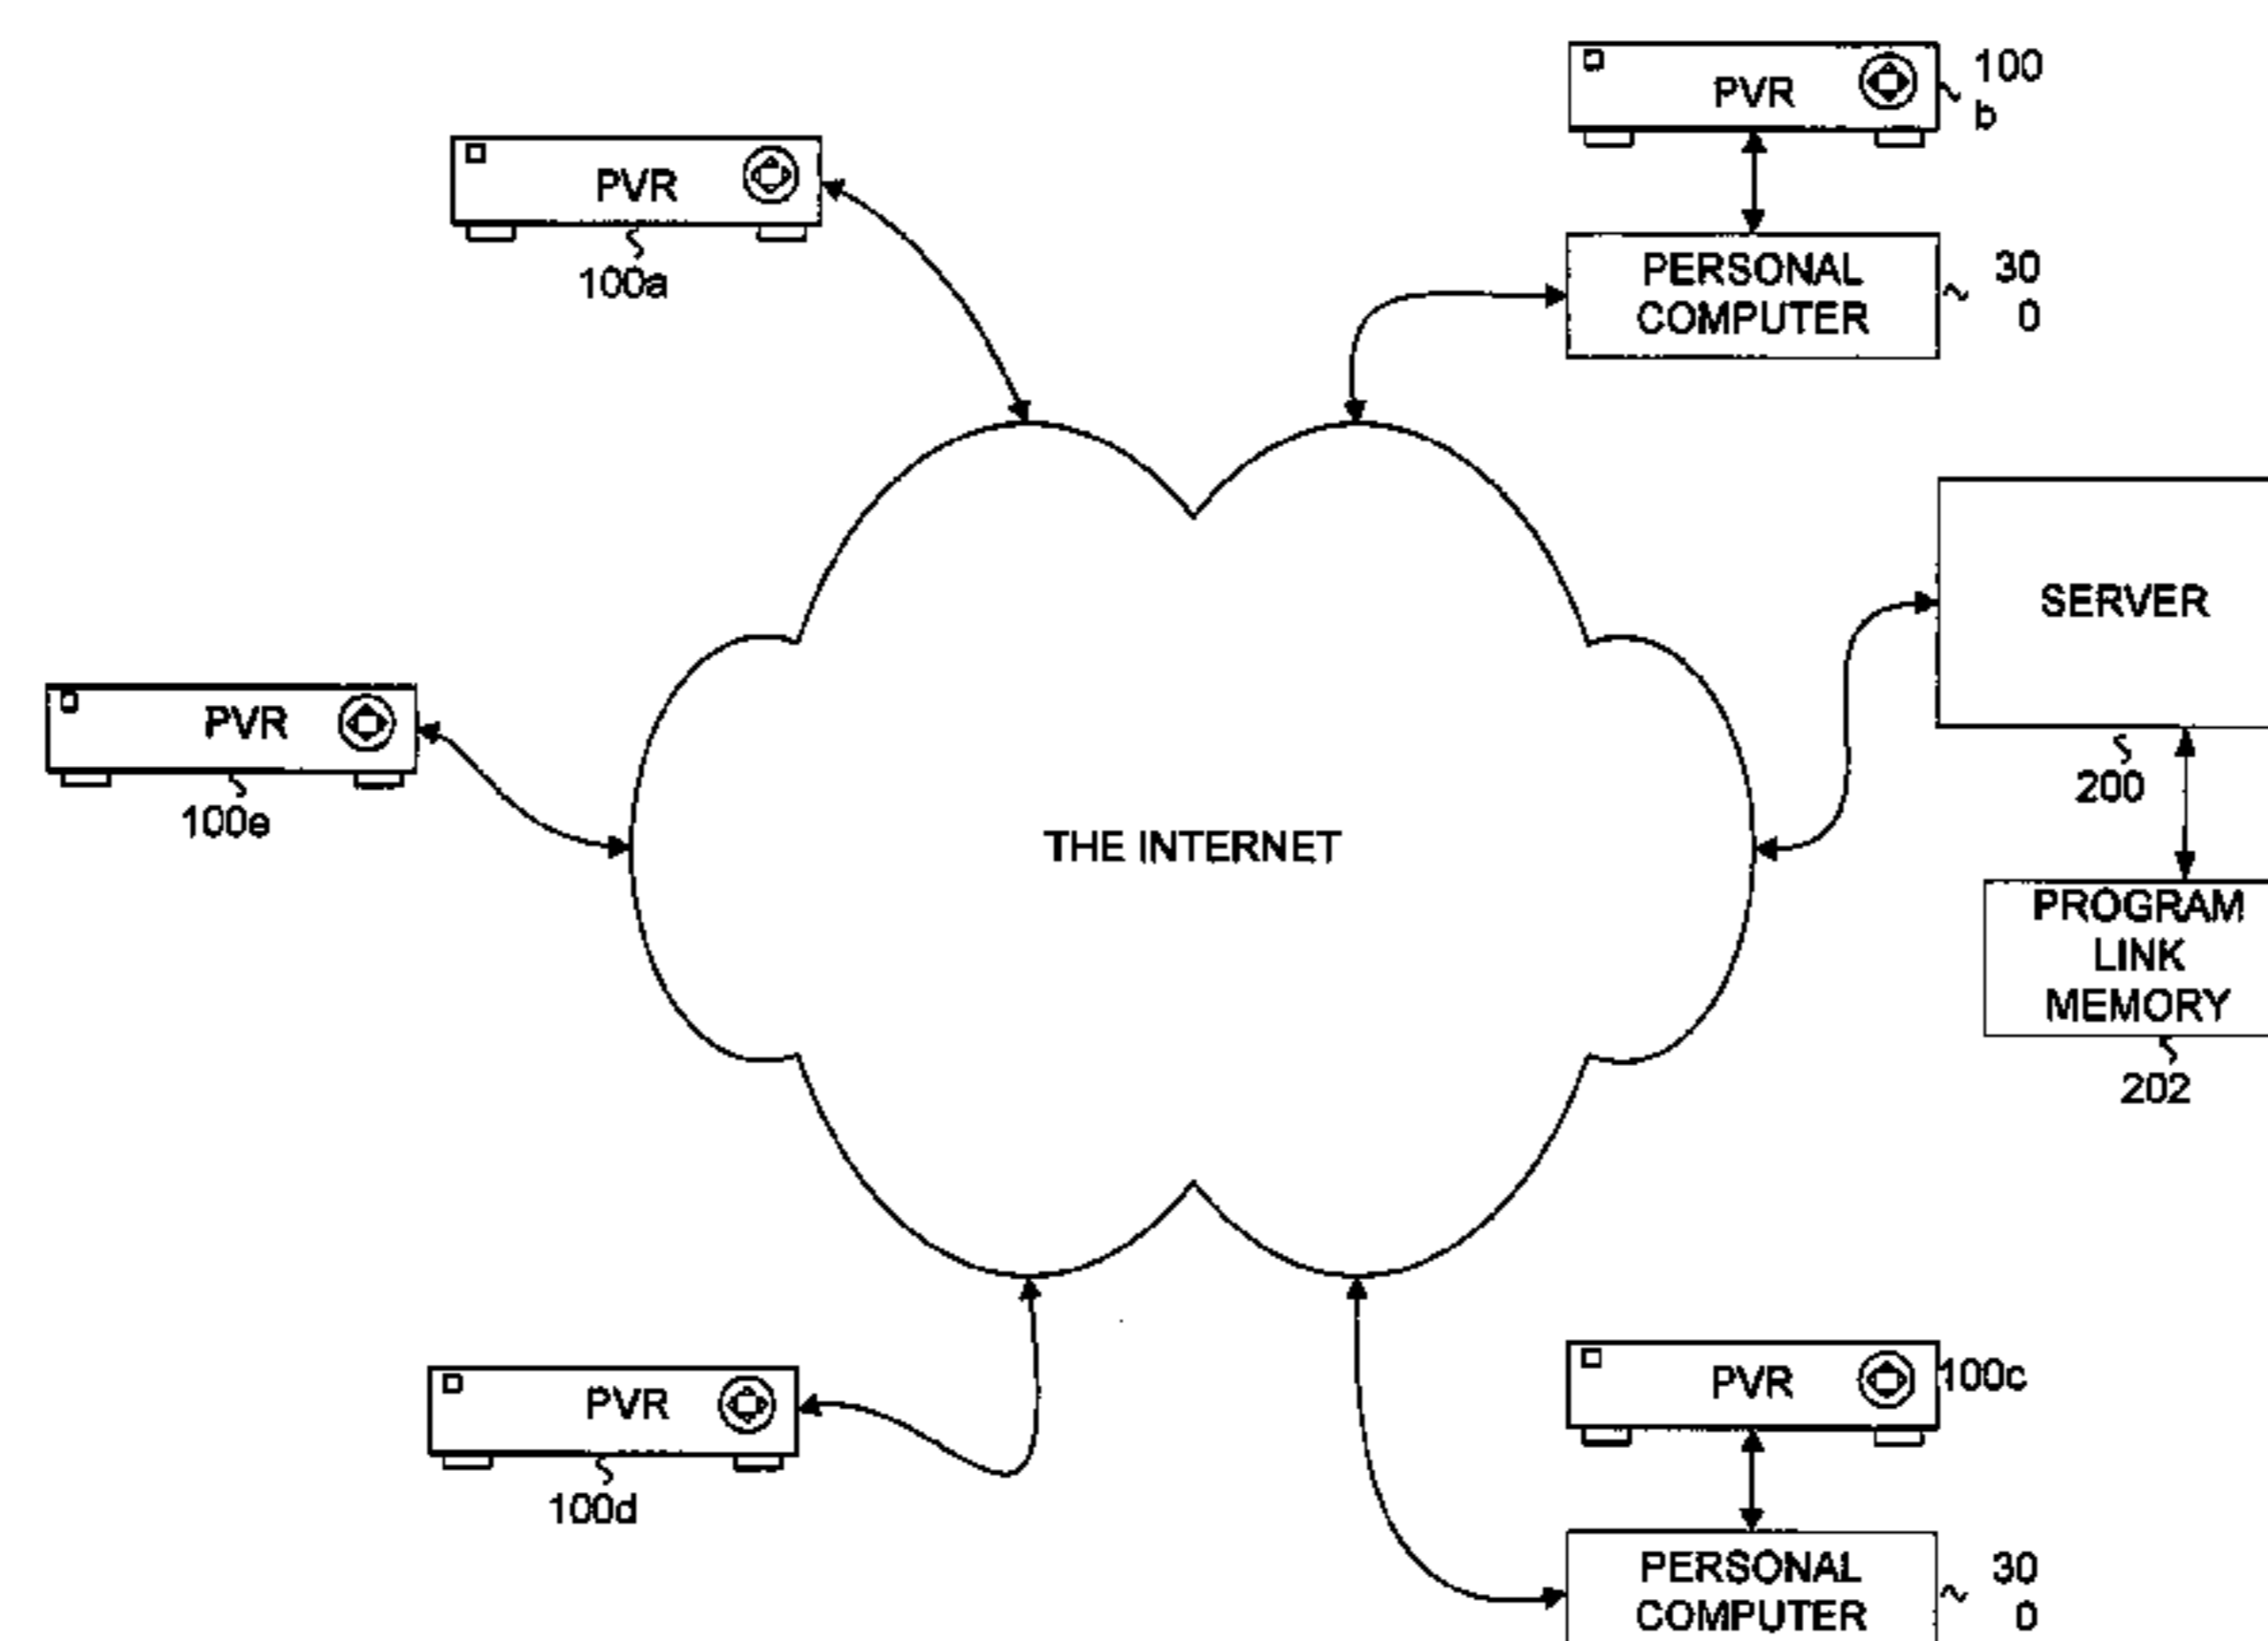 PVR
100
b
PVR
100a
PERSONAL
COMPUTER
30
0
SERVER
PVR
100e
200
THE INTERNET
PROGRAM
LINK
MEMORY
202
PVR
100c
PVR
100d
PERSONAL
COMPUTER
30
0